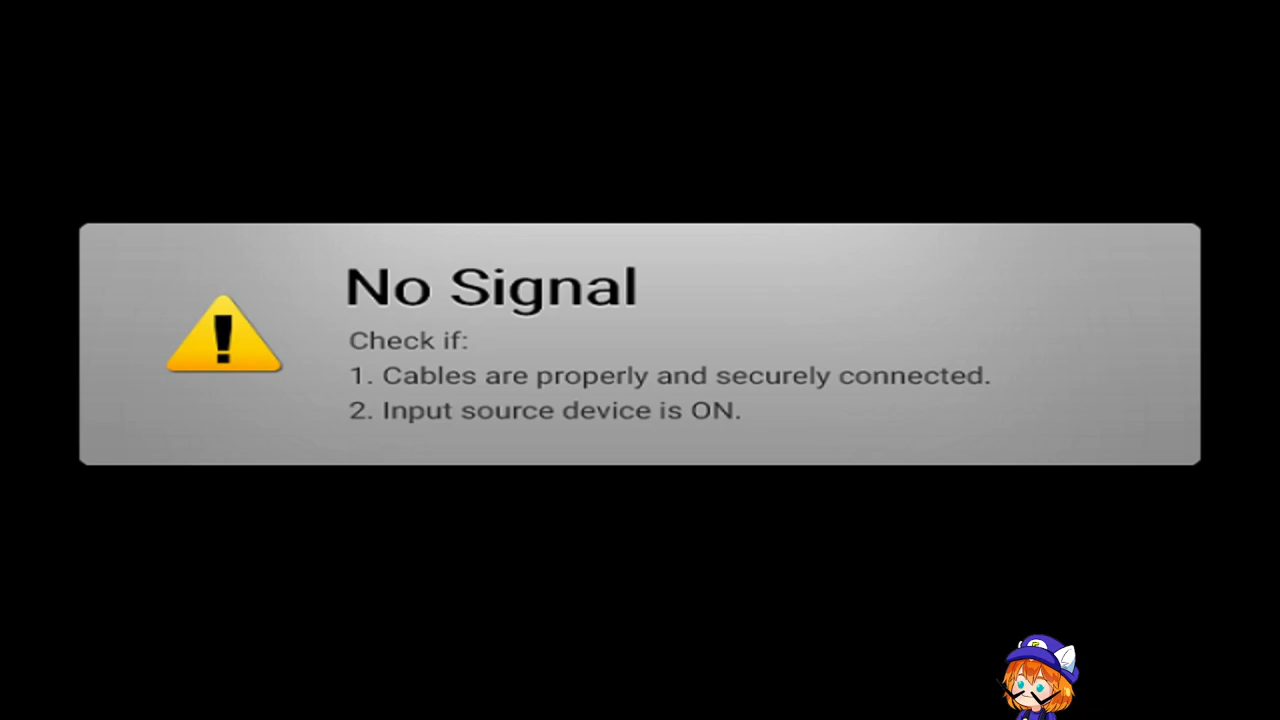 No Signal
Check if:
1. Cables are properly and securely connected.
2. Input source device is ON.